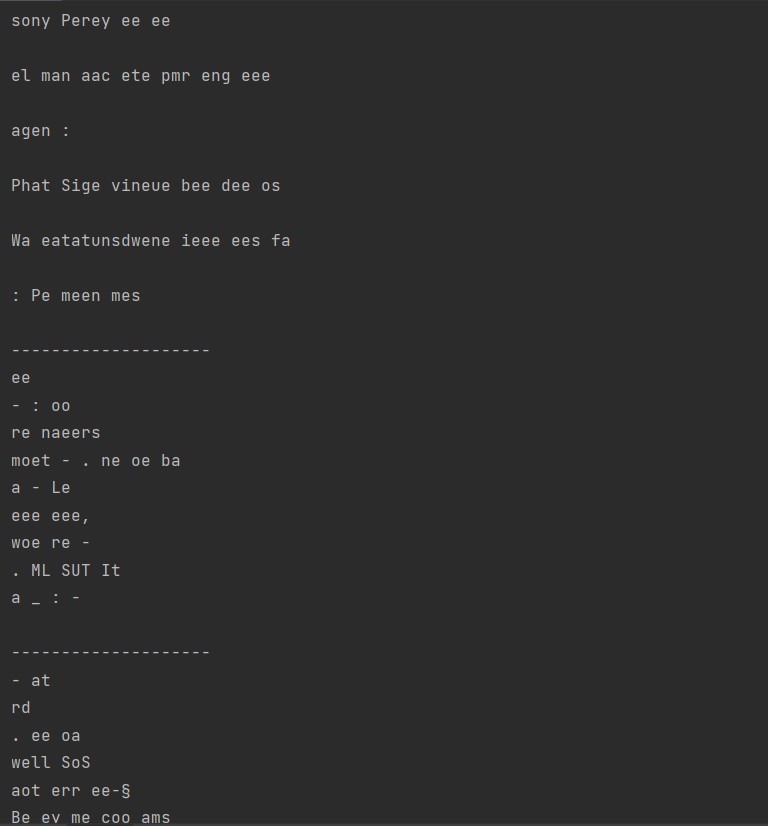 sony Perey ee ee
el man aac ete pmr eng eee
agen :
Phat Sige vineue bee dee os
Wa eatatunsdwene ieee ees fa
: Pe meen mes
--------------------
ee
- : oo
re naeers
moet - . ne oe ba
a - Le
eee eee,
woe re -
. ML SUT It
a _ : -
--------------------
- at
rd
. ee oa
well SoS
aot err ee-§
Be ev me coo ams